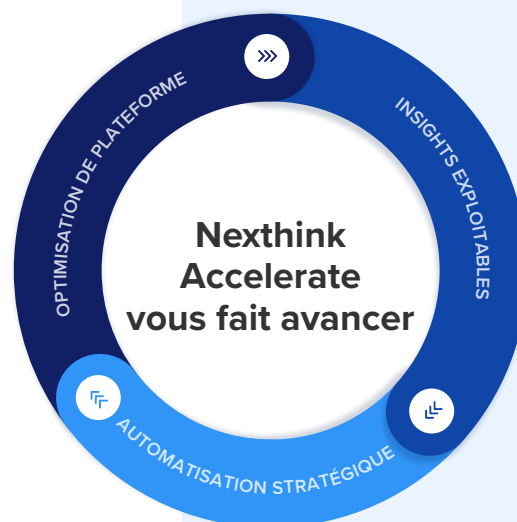 OPTIMISATION DE PLATEFORME
INSIGHTS EXPLOITABLES
Nexthink
Accelerate
vous fait avancer
AUTOMATISATION STRATÉGIQUE